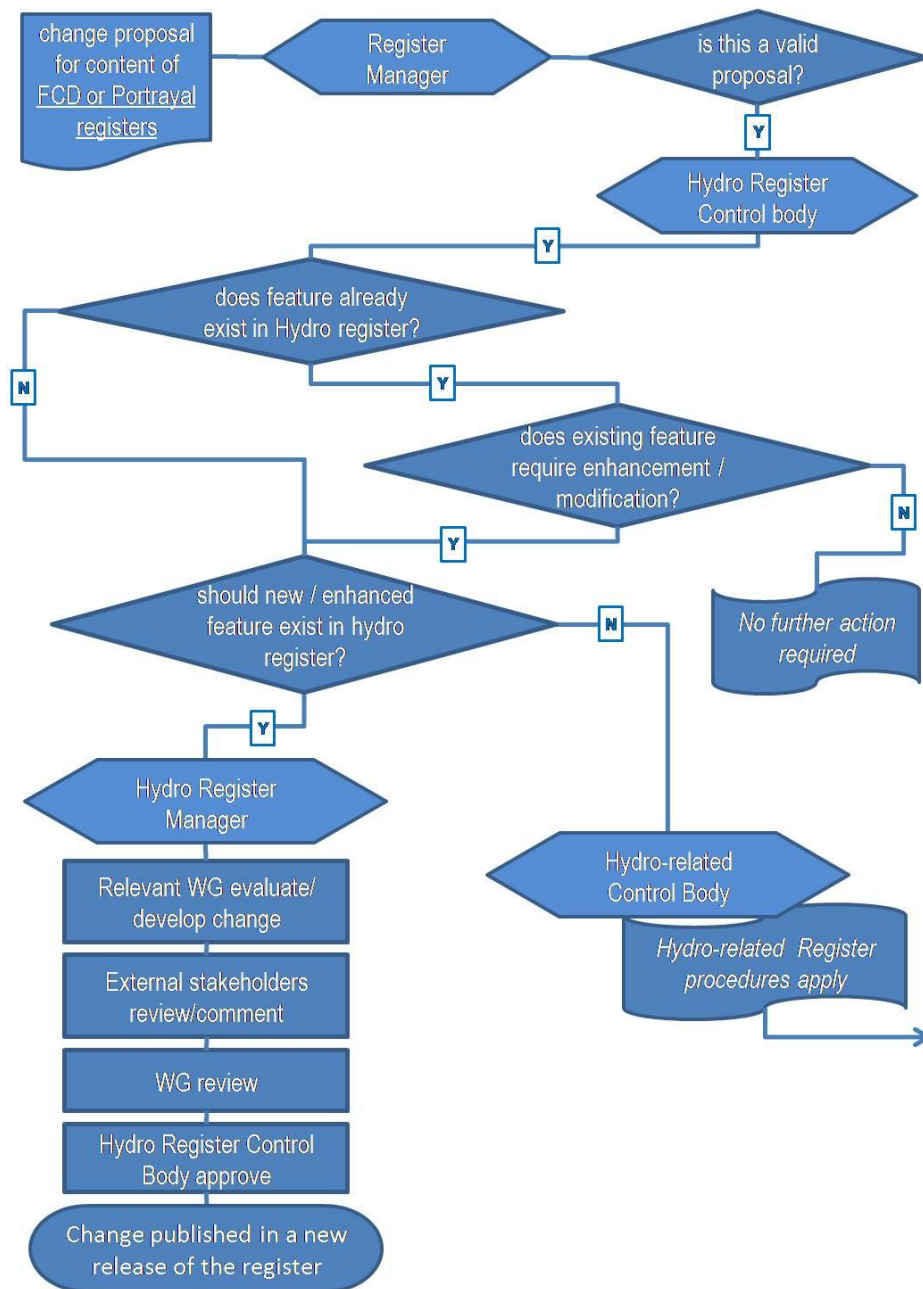 change proposal
for content of
FCD or Portrayal
registers
Register
Manager
is this a valid
proposal?
Y
Hydro Register
Control body
Y
does feature already
exist in Hydro register?
N
Y
does existing feature
require enhancement /
modification?
N
Y
No further action
required
should new / enhanced
feature exist in hydro
register?
N
Y
Hydro Register
Manager
Hydro-related
Control Body
Relevant WG evaluate/
develop change
Hydro-related Register
procedures apply
External stakeholders
review/comment
WG review
Hydro Register Control
Body approve
Change published in a new
release of the register